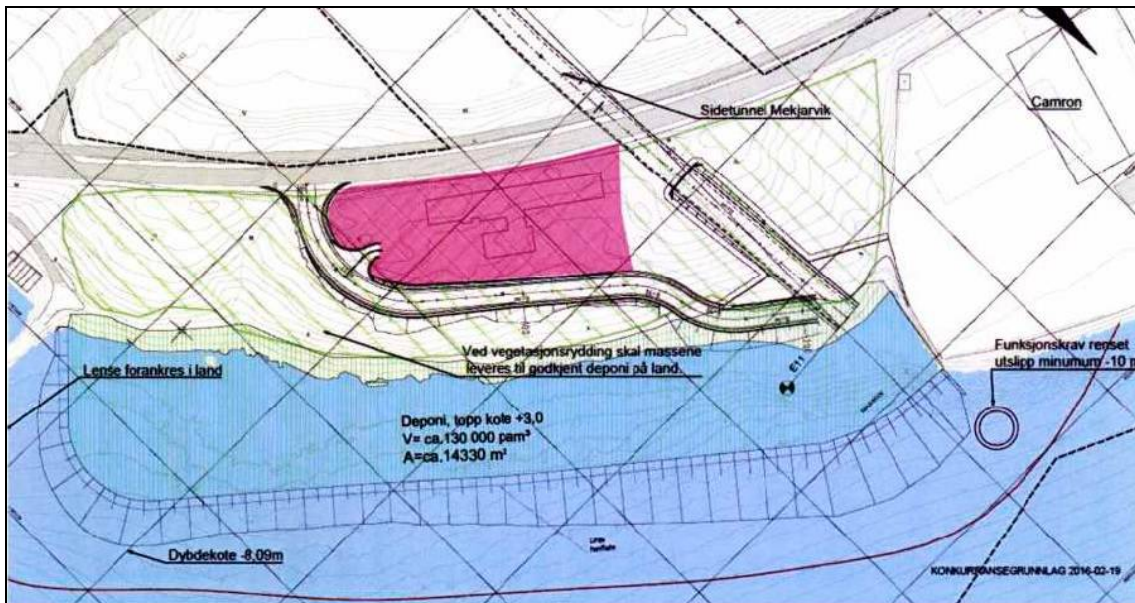 Sidetunnel Mekjarvik
Camron
Ved vegetasjonsrydding skal massene
leveres til godkjent deponi på land.
Lense forankres i land
Funksjonskrav renset
utslipp minumum -10 m
E11
Deponi, topp kote +3,0
V= ca.130 000 pam³
A=ca.14330 m²
Dybdekote -8,09m
KONKURRANSEGRUNNLAG 2016-02-19